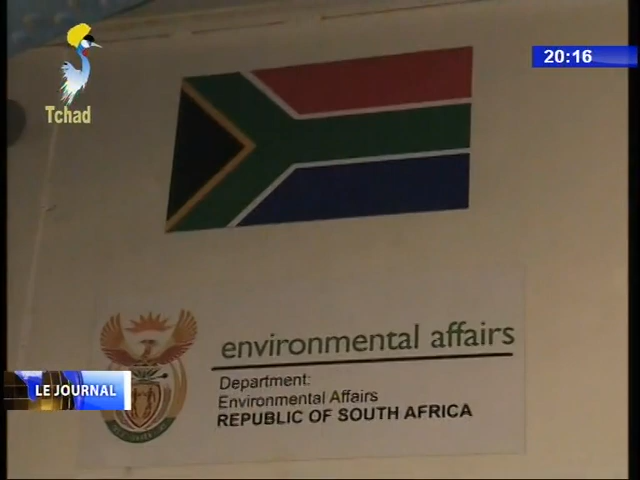 20:16
Tchad
environmental affairs
Department:
Environmental Affairs
REPUBLIC OF SOUTH AFRICA
LE JOURNAL